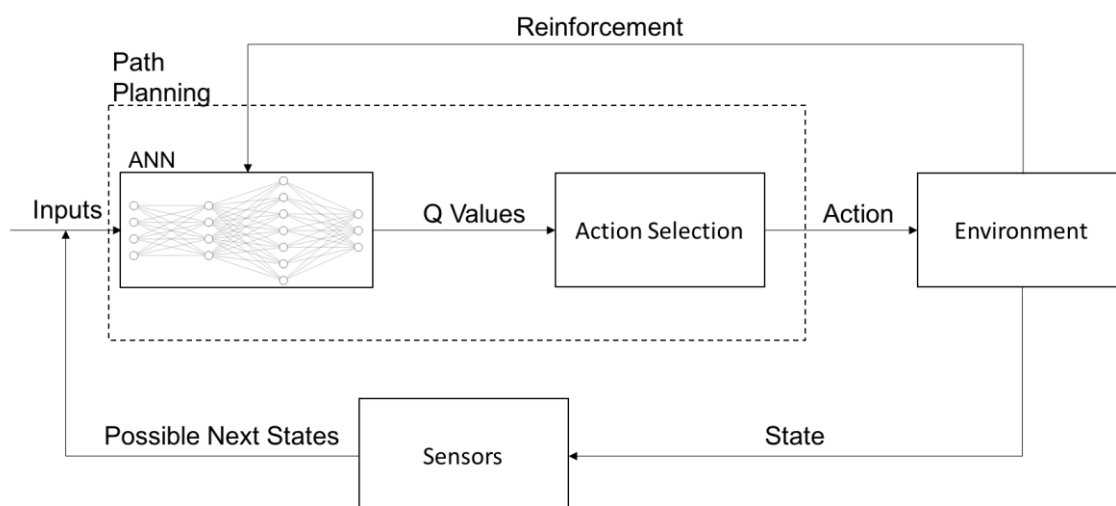 Reinforcement
Path
Planning
ANN
Inputs
Q Values
Action Selection
Action
Environment
Possible Next States
Sensors
State